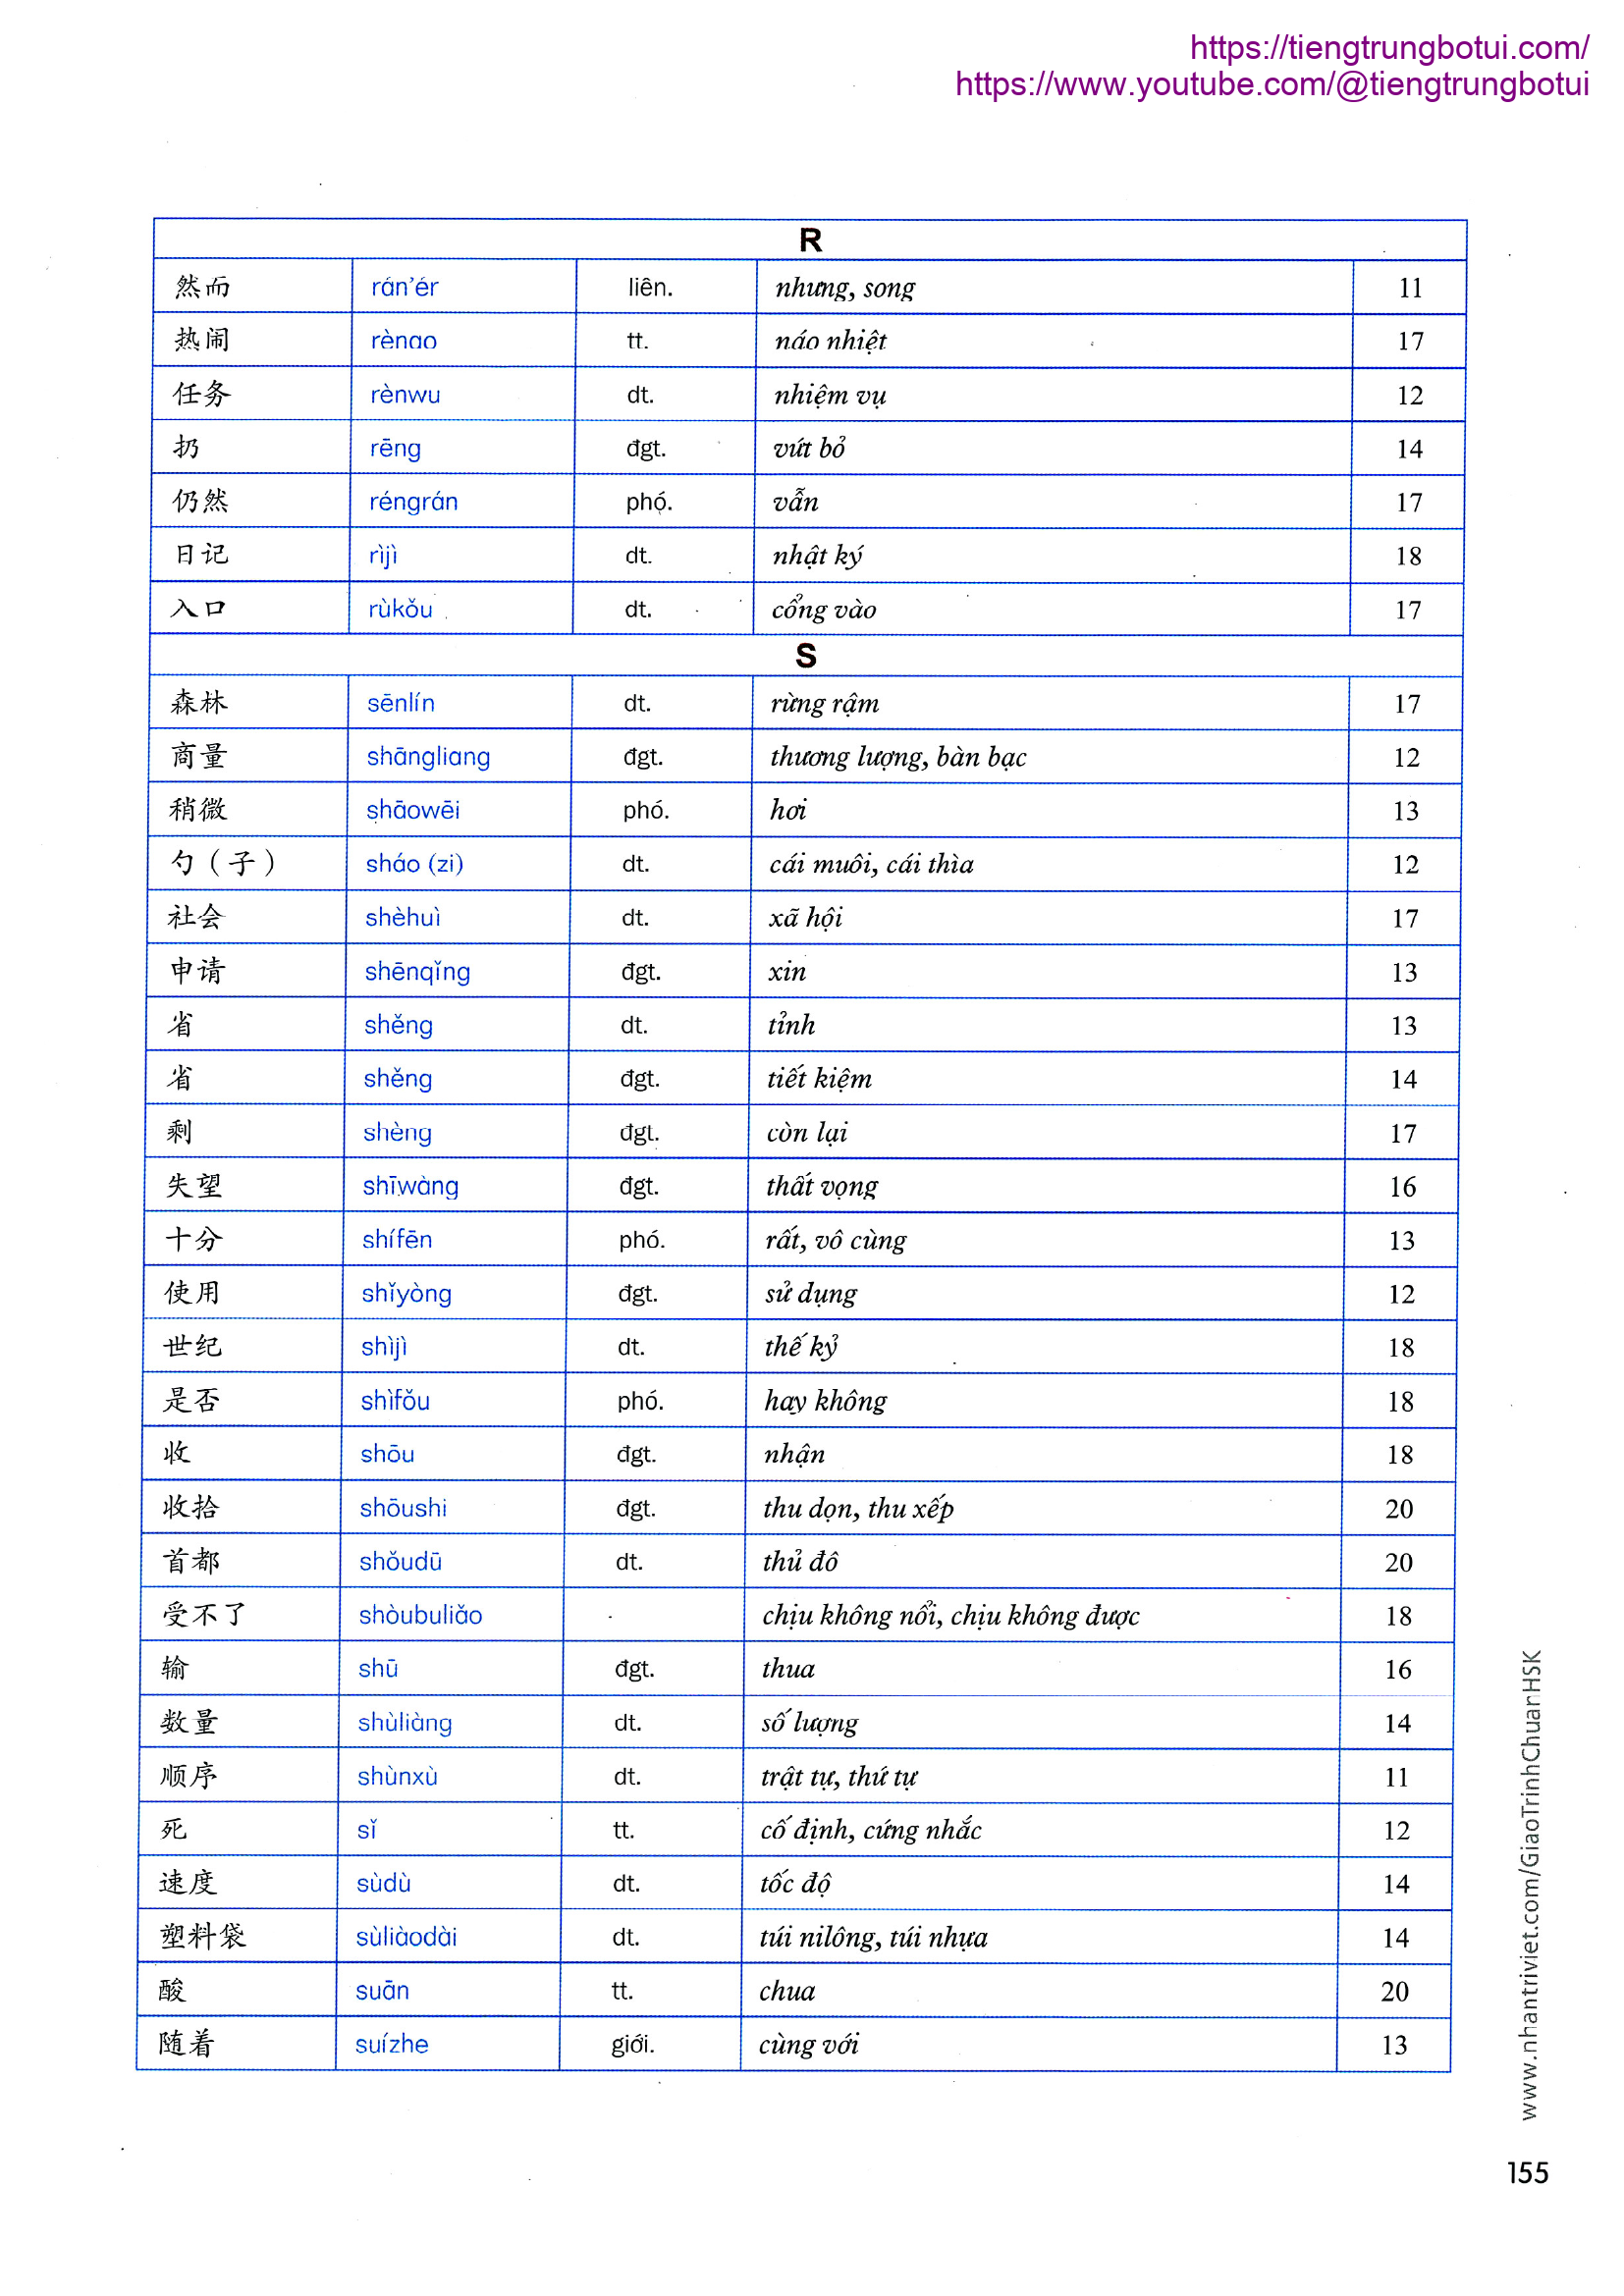 https://tiengtrungbotui.com/
https://www.youtube.com/@tiengtrungbotui
R
然而 rán’ér liên. nhưng, song 11
热闹 rènao tt. náo nhiệt 17
任务 rènwu dt. nhiệm vụ 12
扔 rēng đgt. vứt bỏ 14
仍然 réngrán phó. vẫn 17
日记 rìjì dt. nhật ký 18
入口 rùkǒu dt. cổng vào 17
S
森林 sēnlín dt. rừng rậm 17
商量 shāngliang đgt. thương lượng, bàn bạc 12
稍微 shāowēi phó. hơi 13
勺（子） sháo (zi) dt. cái muôi, cái thìa 12
社会 shèhuì dt. xã hội 17
申请 shēnqǐng đgt. xin 13
省 shěng dt. tỉnh 13
省 shěng đgt. tiết kiệm 14
剩 shèng đgt. còn lại 17
失望 shīwàng đgt. thất vọng 16
十分 shífēn phó. rất, vô cùng 13
使用 shǐyòng đgt. sử dụng 12
世纪 shìjì dt. thế kỷ 18
是否 shìfǒu phó. hay không 18
收 shōu đgt. nhận 18
收拾 shōushi đgt. thu dọn, thu xếp 20
首都 shǒudū dt. thủ đô 20
受不了 shòubuliǎo chịu không nổi, chịu không được 18
输 shū đgt. thua 16
数量 shùliàng dt. số lượng 14
顺序 shùnxù dt. trật tự, thứ tự 11
死 sǐ tt. cố định, cứng nhắc 12
速度 sùdù dt. tốc độ 14
塑料袋 sùliàodài dt. túi nilông, túi nhựa 14
酸 suān tt. chua 20
随着 suízhe giới. cùng với 13
www.nhantriviet.com/GiaoTrinhChuanHSK
155